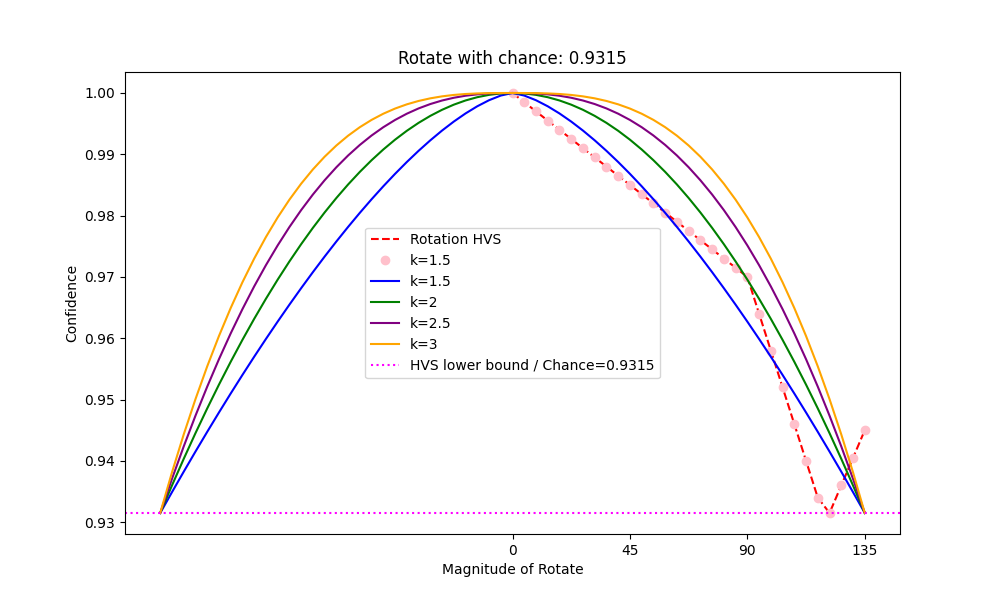 Rotate with chance: 0.9315
Confidence
1.00
0.99
0.98
0.97
0.96
0.95
0.94
0.93
Rotation HVS
k=1.5
k=1.5
k=2
k=2.5
k=3
HVS lower bound / Chance=0.9315
0
45
90
135
Magnitude of Rotate